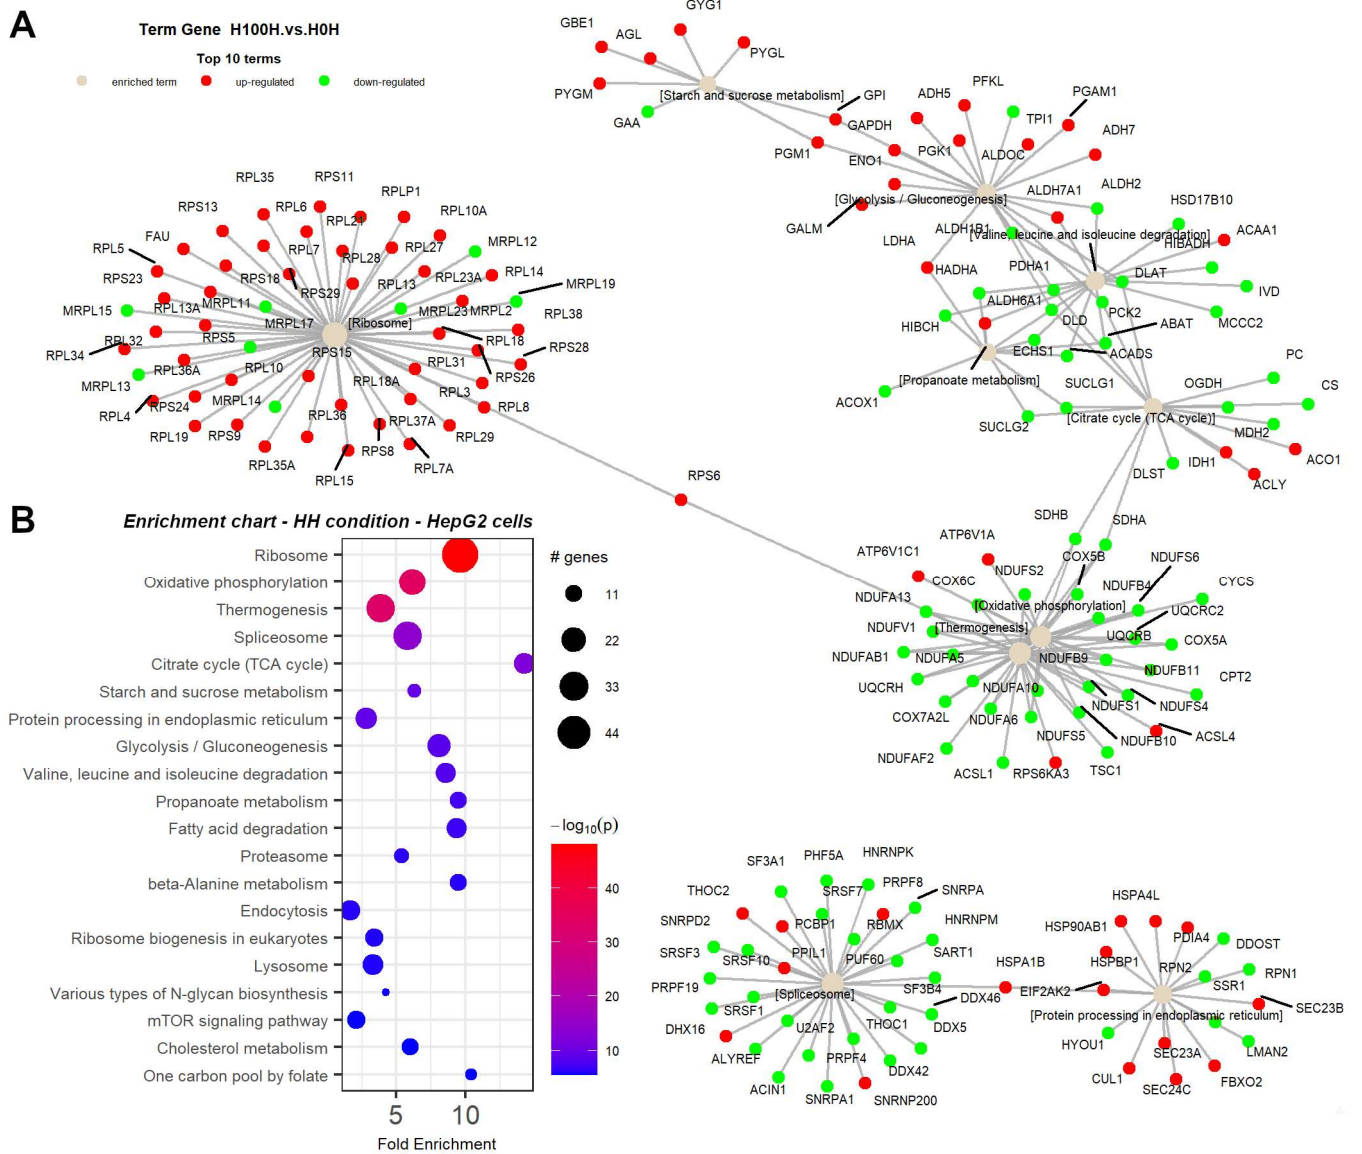 A
Term Gene H100H.vs.H0H
Top 10 terms
enriched term
up-regulated
down-regulated
GYG1
GBE1
AGL
PYGL
PYGM
GAA
[Starch and sucrose metabolism]
GPI
PGM1
GAPDH
ENO1
ADH5
PFKL
PGAM1
TPI1
ADH7
PGK1
ALDOC
ALDH7A1
ALDH2
[Glycolysis / Gluconeogenesis]
GALM
LDHA
ALDH1B1
HSD17B10
[Valine, leucine and isoleucine degradation]
HIBADH
ACAA1
HADHA
PDHA1
DLAT
IVD
ALDH6A1
PCK2
HIBCH
DLD
ABAT
MCCC2
ECHS1
ACADS
[Propanoate metabolism]
ACOX1
SUCLG1
OGDH
PC
CS
SUCLG2
[Citrate cycle (TCA cycle)]
MDH2
DLST
IDH1
ACO1
ACLY
RPL35
RPS11
RPS13
RPL6
RPLP1
RPL21
RPL10A
FAU
RPL5
RPL7
RPL28
RPL27
MRPL12
RPS23
RPS18
RPS29
RPL13
RPL23A
RPL14
MRPL19
MRPL15
RPL13A
MRPL11
MRPL17
[Ribosome]
MRPL23
MRPL2
RPL38
RPL32
RPS5
RPS15
RPL18
RPS28
RPL34
RPL36A
RPL10
RPL31
RPS26
MRPL13
RPL18A
RPL3
RPL4
RPS24
MRPL14
RPL36
RPL37A
RPL8
RPL19
RPS9
RPS8
RPL29
RPL35A
RPL15
RPL7A
RPS6
SDHB
SDHA
ATP6V1A
ATP6V1C1
COX5B
NDUFS6
NDUFS2
COX6C
NDUFB4
CYCS
NDUFA13
[Oxidative phosphorylation]
UQCRC2
NDUFV1
[Thermogenesis]
UQCRB
COX5A
NDUFAB1
NDUFA5
NDUFB9
NDUFB11
CPT2
UQCRH
NDUFA10
NDUFS1
NDUFS4
COX7A2L
NDUFA6
NDUFS5
NDUFB10
ACSL4
NDUFAF2
ACSL1
RPS6KA3
TSC1
SF3A1
PHF5A
HNRNPK
THOC2
SRSF7
PRPF8
SNRPA
SNRPD2
PCBP1
RBMX
HNRNPM
SRSF3
SRSF10
PPIL1
PUF60
SART1
PRPF19
[Spliceosome]
SF3B4
DDX46
SRSF1
DHX16
U2AF2
THOC1
DDX5
ALYREF
PRPF4
DDX42
ACIN1
SNRPA1
SNRNP200
HSPA1B
HSPA4L
HSP90AB1
PDIA4
DDOST
HSPBP1
RPN2
RPN1
EIF2AK2
SSR1
SEC23B
[Protein processing in endoplasmic reticulum]
HYOU1
SEC23A
LMAN2
CUL1
SEC24C
FBXO2
B
Enrichment chart - HH condition - HepG2 cells
Ribosome
Oxidative phosphorylation
Thermogenesis
Spliceosome
Citrate cycle (TCA cycle)
Starch and sucrose metabolism
Protein processing in endoplasmic reticulum
Glycolysis / Gluconeogenesis
Valine, leucine and isoleucine degradation
Propanoate metabolism
Fatty acid degradation
Proteasome
beta-Alanine metabolism
Endocytosis
Ribosome biogenesis in eukaryotes
Lysosome
Various types of N-glycan biosynthesis
mTOR signaling pathway
Cholesterol metabolism
One carbon pool by folate
5
10
Fold Enrichment
# genes
11
22
33
44
−log₁₀(p)
40
30
20
10